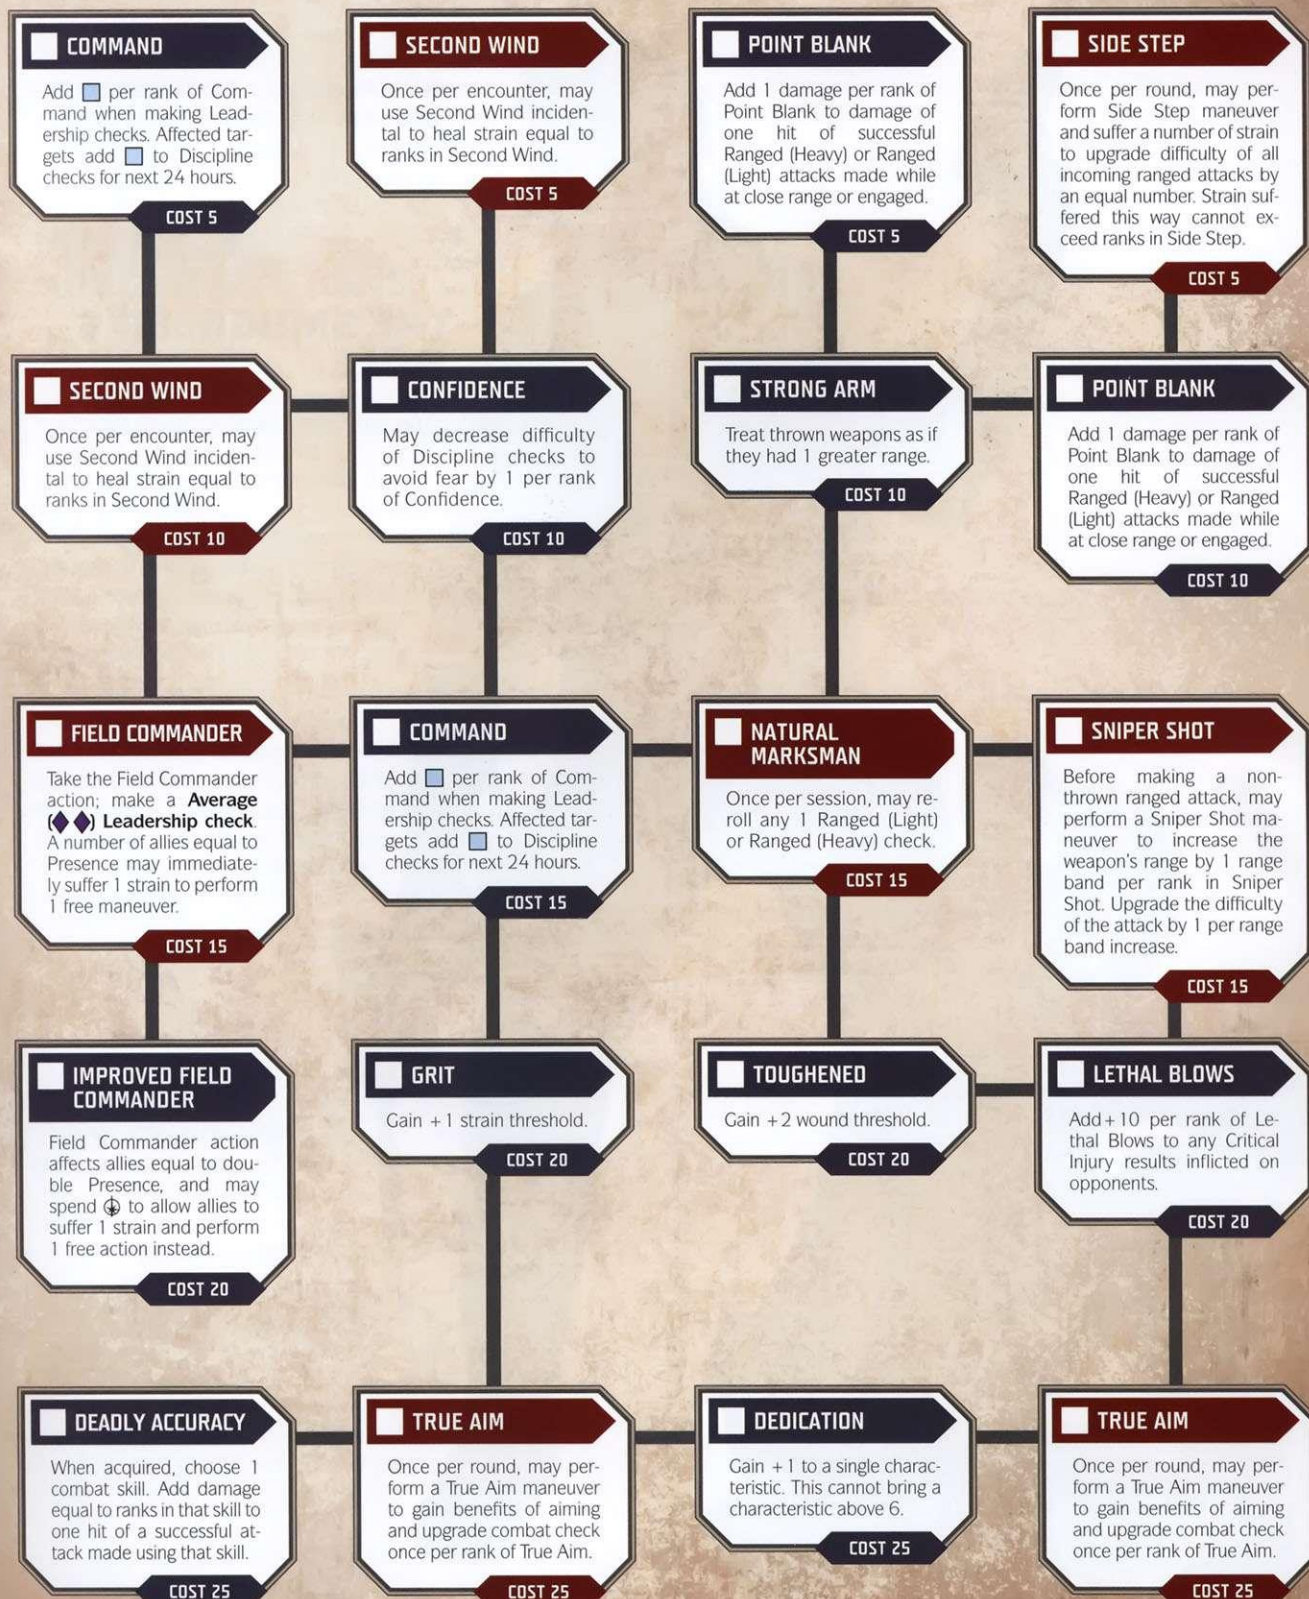 COMMAND
Add per rank of Com-
mand when making Lead-
ership checks. Affected tar-
gets add to Discipline
checks for next 24 hours.
COST 5
SECOND WIND
Once per encounter, may
use Second Wind inciden-
tal to heal strain equal to
ranks in Second Wind.
COST 5
POINT BLANK
Add 1 damage per rank of
Point Blank to damage of
one hit of successful
Ranged (Heavy) or Ranged
(Light) attacks made while
at close range or engaged.
COST 5
SIDE STEP
Once per round, may per-
form Side Step maneuver
and suffer a number of strain
to upgrade difficulty of all
incoming ranged attacks by
an equal number. Strain suf-
fered this way cannot ex-
ceed ranks in Side Step.
COST 5
SECOND WIND
Once per encounter, may
use Second Wind inciden-
tal to heal strain equal to
ranks in Second Wind.
COST 10
CONFIDENCE
May decrease difficulty
of Discipline checks to
avoid fear by 1 per rank
of Confidence.
COST 10
STRONG ARM
Treat thrown weapons as if
they had 1 greater range.
COST 10
POINT BLANK
Add 1 damage per rank of
Point Blank to damage of
one hit of successful
Ranged (Heavy) or Ranged
(Light) attacks made while
at close range or engaged.
COST 10
FIELD COMMANDER
Take the Field Commander
action; make a Average
(◆◆) Leadership check.
A number of allies equal to
Presence may immediate-
ly suffer 1 strain to perform
1 free maneuver.
COST 15
COMMAND
Add per rank of Com-
mand when making Lead-
ership checks. Affected tar-
gets add to Discipline
checks for next 24 hours.
COST 15
NATURAL
MARKSMAN
Once per session, may re-
roll any 1 Ranged (Light)
or Ranged (Heavy) check.
COST 15
SNIPER SHOT
Before making a non-
thrown ranged attack, may
perform a Sniper Shot ma-
neuver to increase the
weapon's range by 1 range
band per rank in Sniper
Shot. Upgrade the difficulty
of the attack by 1 per range
band increase.
COST 15
IMPROVED FIELD
COMMANDER
Field Commander action
affects allies equal to dou-
ble Presence, and may
spend to allow allies to
suffer 1 strain and perform
1 free action instead.
COST 20
GRIT
Gain +1 strain threshold.
COST 20
TOUGHENED
Gain +2 wound threshold.
COST 20
LETHAL BLOWS
Add +10 per rank of Le-
thal Blows to any Critical
Injury results inflicted on
opponents.
COST 20
DEADLY ACCURACY
When acquired, choose 1
combat skill. Add damage
equal to ranks in that skill to
one hit of a successful at-
tack made using that skill.
COST 25
TRUE AIM
Once per round, may per-
form a True Aim maneuver
to gain benefits of aiming
and upgrade combat check
once per rank of True Aim.
COST 25
DEDICATION
Gain +1 to a single charac-
teristic. This cannot bring a
characteristic above 6.
COST 25
TRUE AIM
Once per round, may per-
form a True Aim maneuver
to gain benefits of aiming
and upgrade combat check
once per rank of True Aim.
COST 25